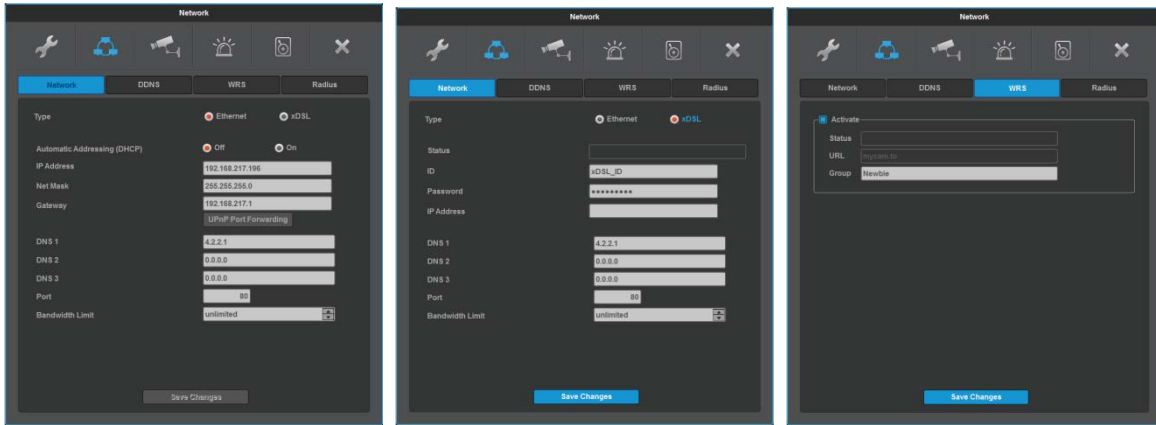 Network
Network DDNS WRS Radius
Type Ethernet xDSL
Automatic Addressing (DHCP) Off On
IP Address 192.168.217.196
Net Mask 255.255.255.0
Gateway 192.168.217.1
UPnP Port Forwarding
DNS 1 4.2.2.1
DNS 2 0.0.0.0
DNS 3 0.0.0.0
Port 80
Bandwidth Limit unlimited
Save Changes
Network
Network DDNS WRS Radius
Type Ethernet xDSL
Status
ID xDSL_ID
Password •••••••••
IP Address
DNS 1 4.2.2.1
DNS 2 0.0.0.0
DNS 3 0.0.0.0
Port 80
Bandwidth Limit unlimited
Save Changes
Network
Network DDNS WRS Radius
Activate
Status
URL mycam.to
Group Newbie
Save Changes